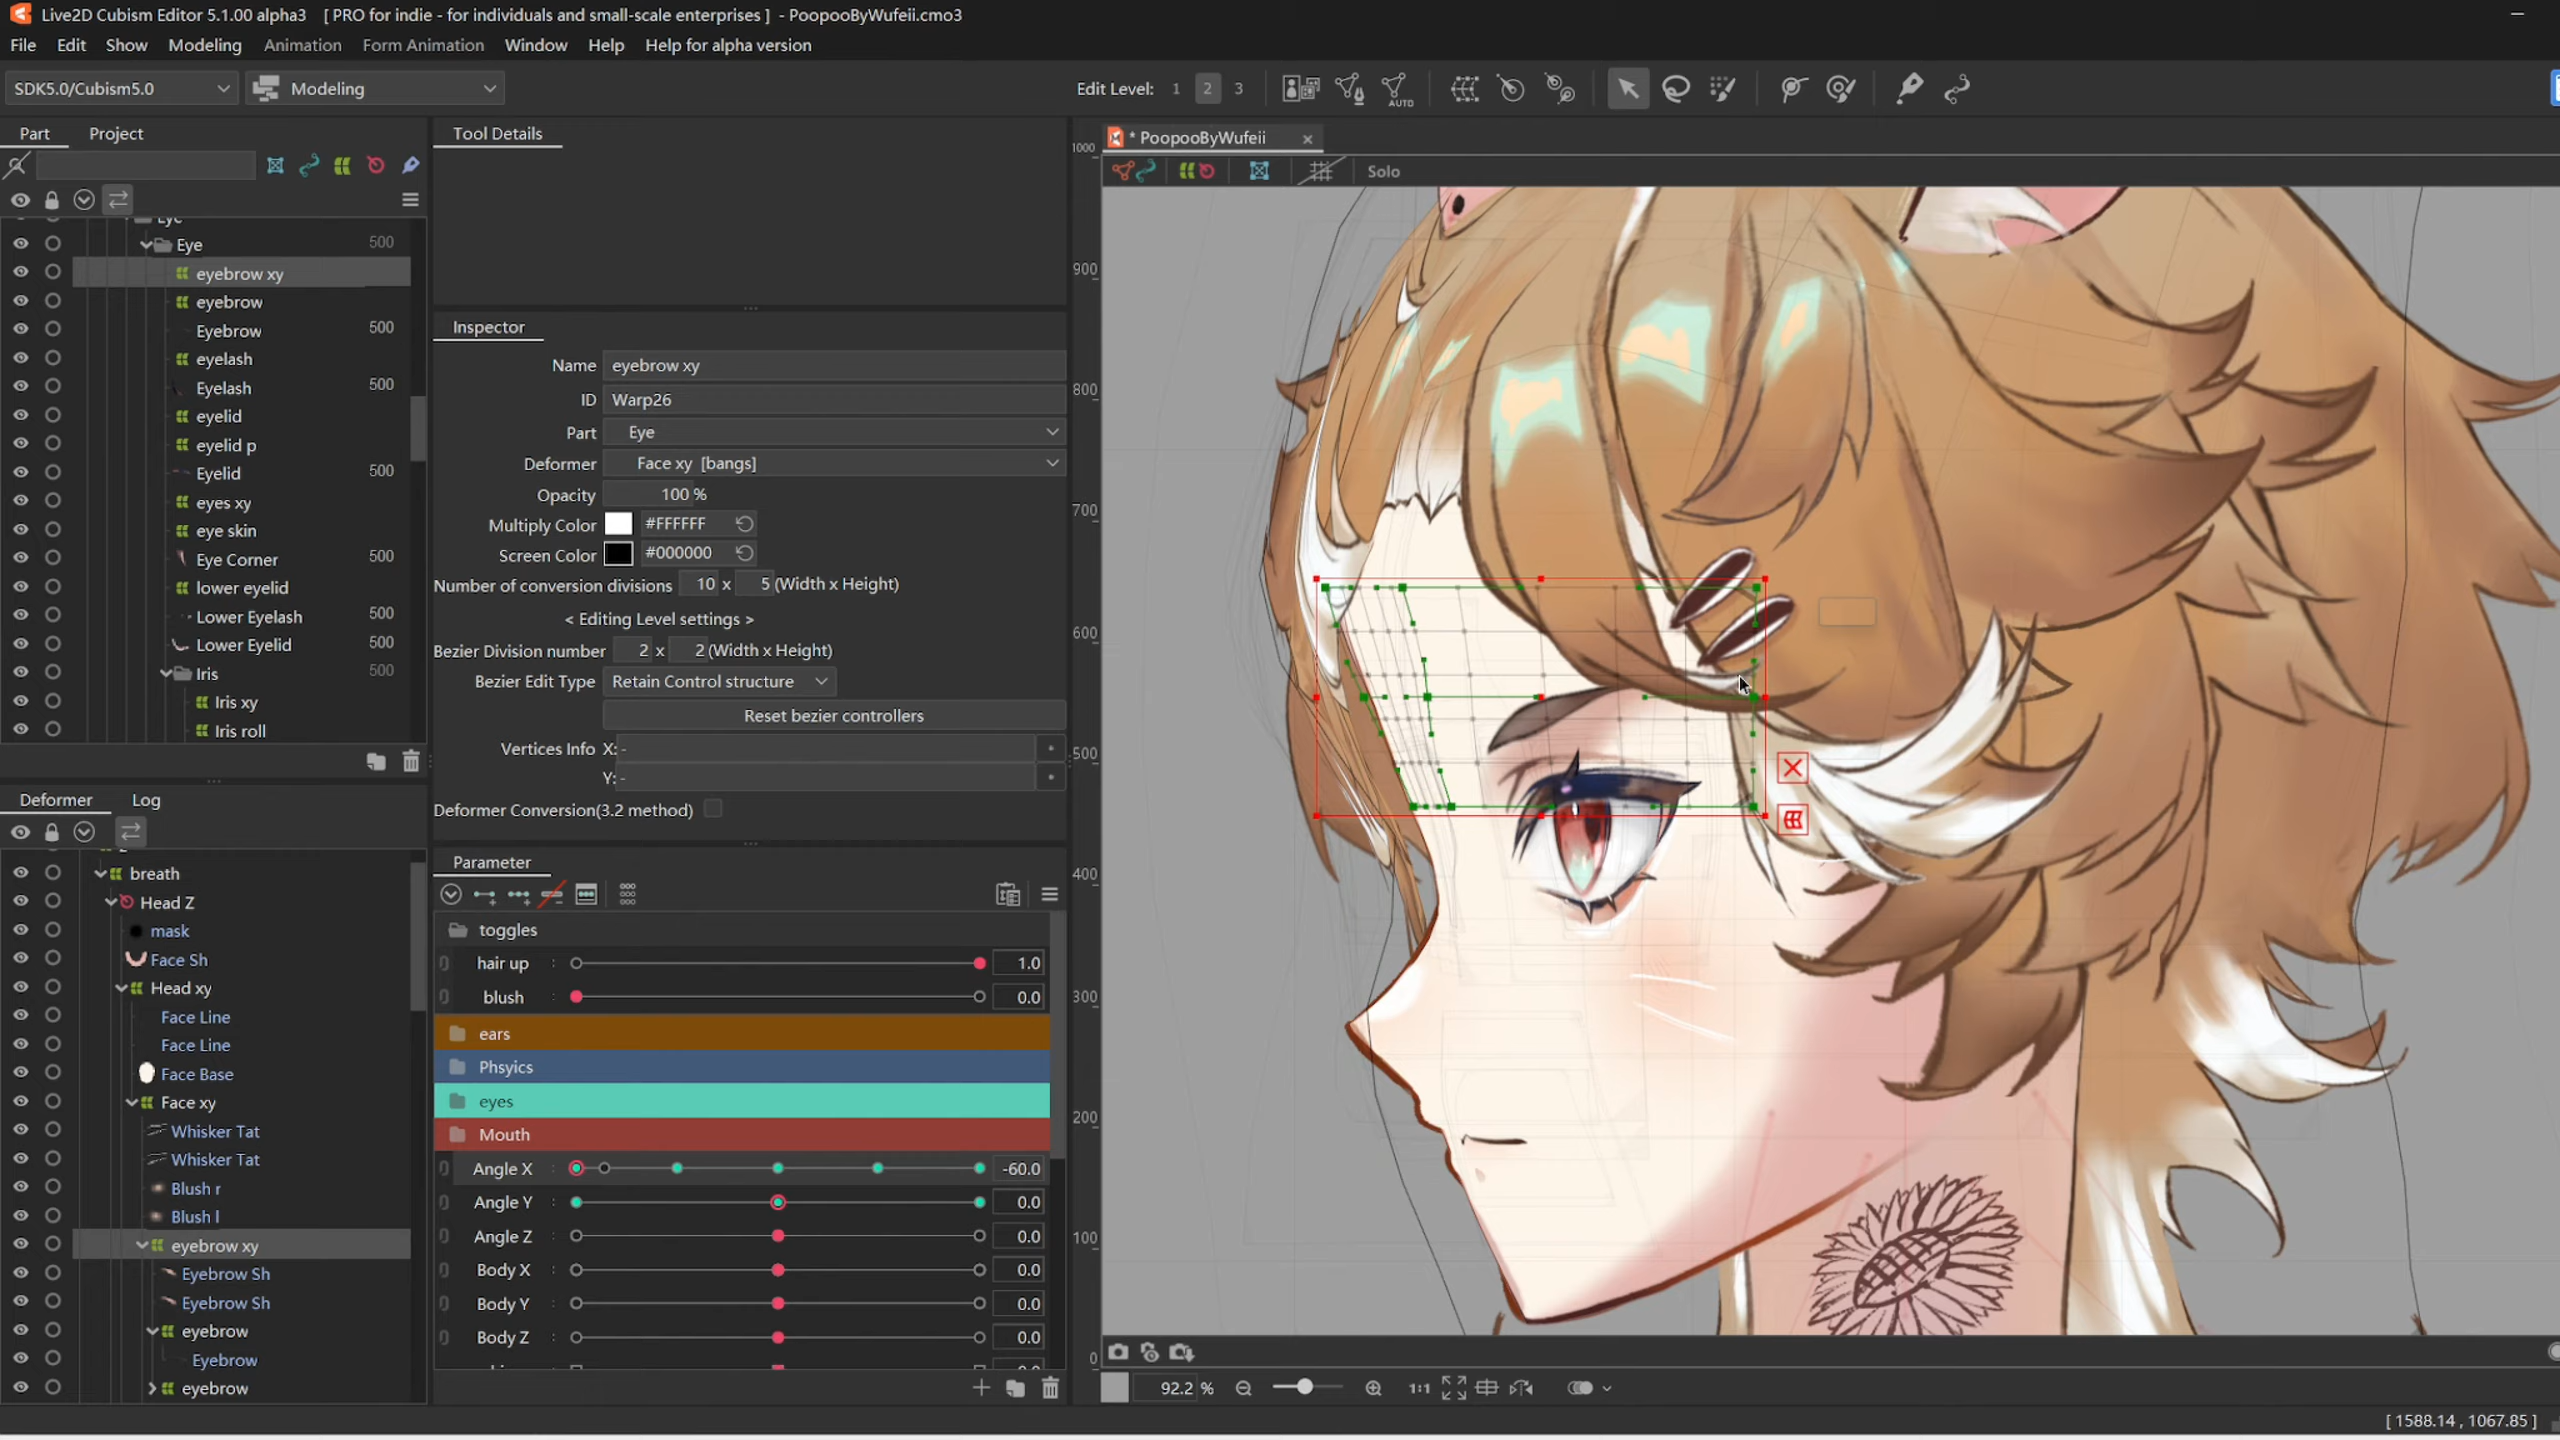 Live2D Cubism Editor 5.1.00 alpha3 [ PRO for indie - for individuals and small-scale enterprises ] - PoopooByWufeii.cmo3
File Edit Show Modeling Animation Form Animation Window Help Help for alpha version
SDK5.0/Cubism5.0 Modeling Edit Level: 1 2 3 AUTO
Part Project
Eye
Eye 500
eyebrow xy
eyebrow
Eyebrow 500
eyelash
Eyelash 500
eyelid
eyelid p
Eyelid 500
eyes xy
eye skin
Eye Corner 500
lower eyelid
Lower Eyelash 500
Lower Eyelid 500
Iris 500
Iris xy
Iris roll
Deformer Log
breath
Head Z
mask
Face Sh
Head xy
Face Line
Face Line
Face Base
Face xy
Whisker Tat
Whisker Tat
Blush r
Blush l
eyebrow xy
Eyebrow Sh
Eyebrow Sh
eyebrow
Eyebrow
eyebrow
Tool Details
Inspector
Name eyebrow xy
ID Warp26
Part Eye
Deformer Face xy [bangs]
Opacity 100 %
Multiply Color #FFFFFF
Screen Color #000000
Number of conversion divisions 10 x 5 (Width x Height)
< Editing Level settings >
Bezier Division number 2 x 2 (Width x Height)
Bezier Edit Type Retain Control structure
Reset bezier controllers
Vertices Info X: -
Y: -
Deformer Conversion(3.2 method)
Parameter
toggles
hair up : 1.0
blush : 0.0
ears
Phsyics
eyes
Mouth
Angle X : -60.0
Angle Y : 0.0
Angle Z : 0.0
Body X : 0.0
Body Y : 0.0
Body Z : 0.0
* PoopooByWufeii ×
Solo
1000
900
800
700
600
500
400
300
200
100
0
92.2 % 1:1
[ 1588.14 , 1067.85 ]